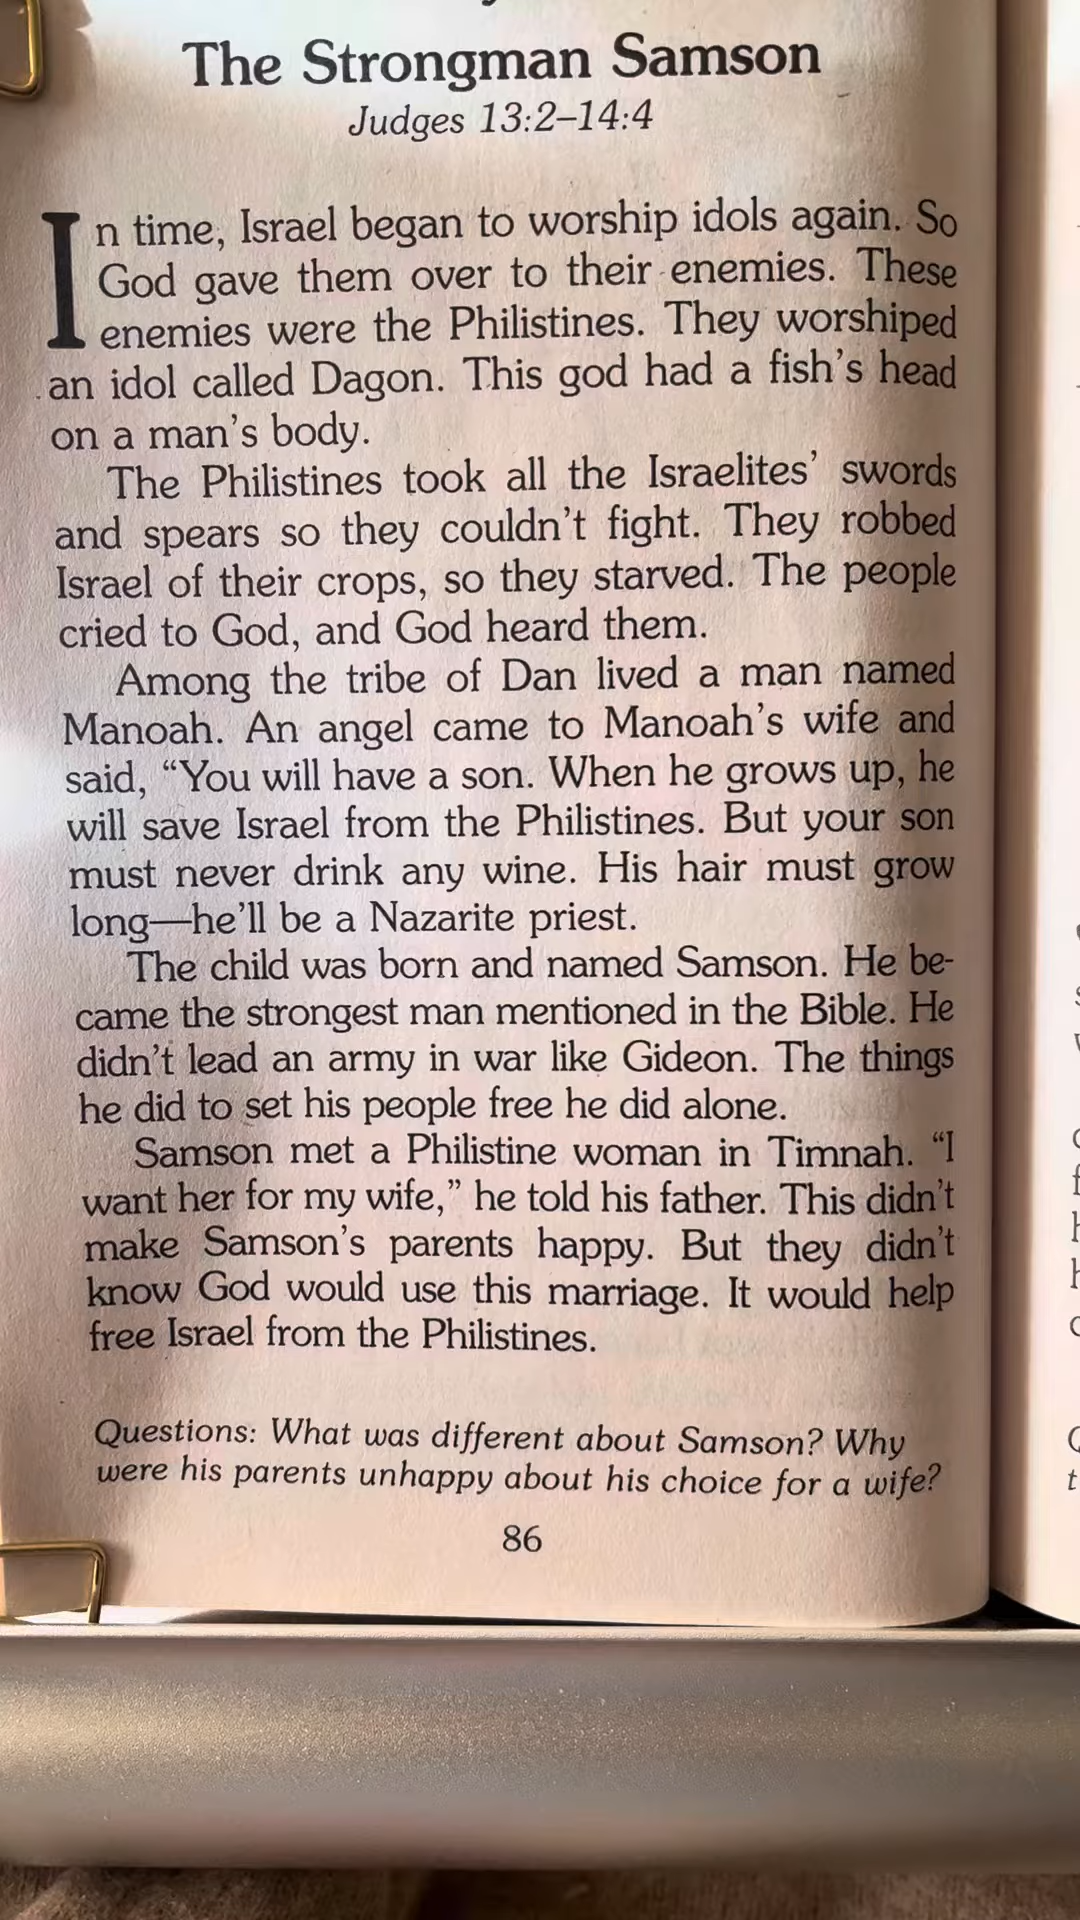 The Strongman Samson
Judges 13:2–14:4
In time, Israel began to worship idols again. So
God gave them over to their enemies. These
enemies were the Philistines. They worshiped
an idol called Dagon. This god had a fish's head
on a man's body.
The Philistines took all the Israelites' swords
and spears so they couldn't fight. They robbed
Israel of their crops, so they starved. The people
cried to God, and God heard them.
Among the tribe of Dan lived a man named
Manoah. An angel came to Manoah's wife and
said, “You will have a son. When he grows up, he
will save Israel from the Philistines. But your son
must never drink any wine. His hair must grow
long—he'll be a Nazarite priest.
The child was born and named Samson. He be-
came the strongest man mentioned in the Bible. He
didn't lead an army in war like Gideon. The things
he did to set his people free he did alone.
Samson met a Philistine woman in Timnah. “I
want her for my wife,” he told his father. This didn't
make Samson's parents happy. But they didn't
know God would use this marriage. It would help
free Israel from the Philistines.
Questions: What was different about Samson? Why
were his parents unhappy about his choice for a wife?
86